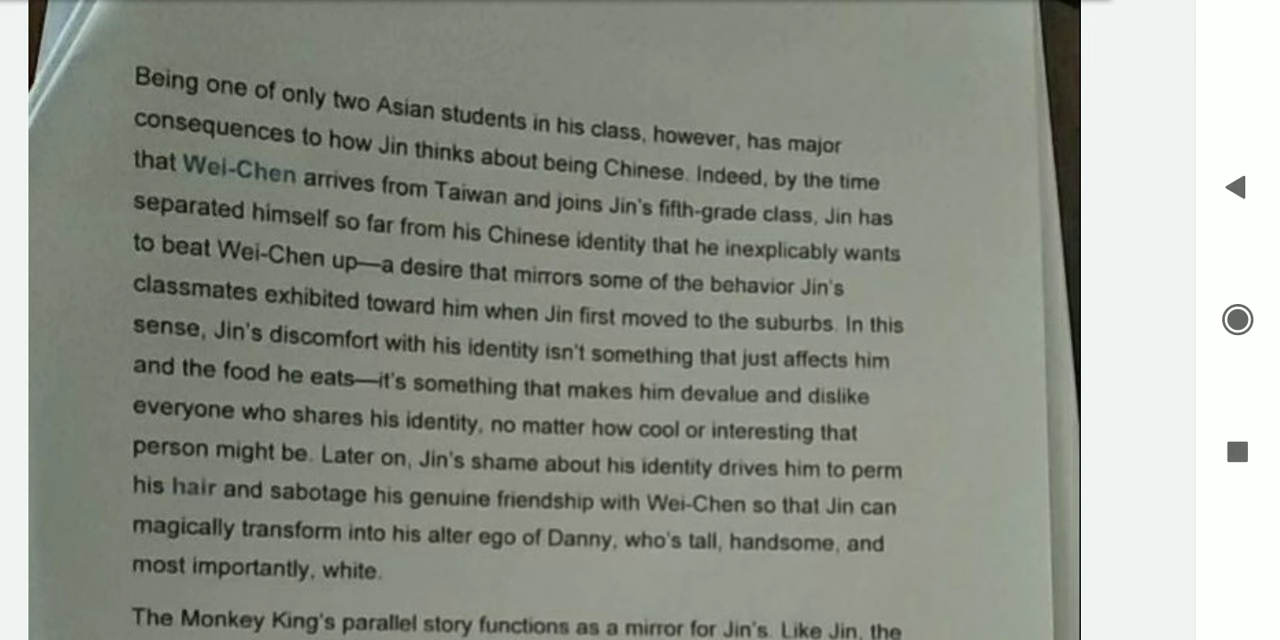 Being one of only two Asian students in his class, however, has major
consequences to how Jin thinks about being Chinese. Indeed, by the time
that Wei-Chen arrives from Taiwan and joins Jin's fifth-grade class, Jin has
separated himself so far from his Chinese identity that he inexplicably wants
to beat Wei-Chen up—a desire that mirrors some of the behavior Jin's
classmates exhibited toward him when Jin first moved to the suburbs. In this
sense, Jin's discomfort with his identity isn't something that just affects him
and the food he eats—it's something that makes him devalue and dislike
everyone who shares his identity, no matter how cool or interesting that
person might be. Later on, Jin's shame about his identity drives him to perm
his hair and sabotage his genuine friendship with Wei-Chen so that Jin can
magically transform into his alter ego of Danny, who's tall, handsome, and
most importantly, white.
The Monkey King's parallel story functions as a mirror for Jin's. Like Jin, the